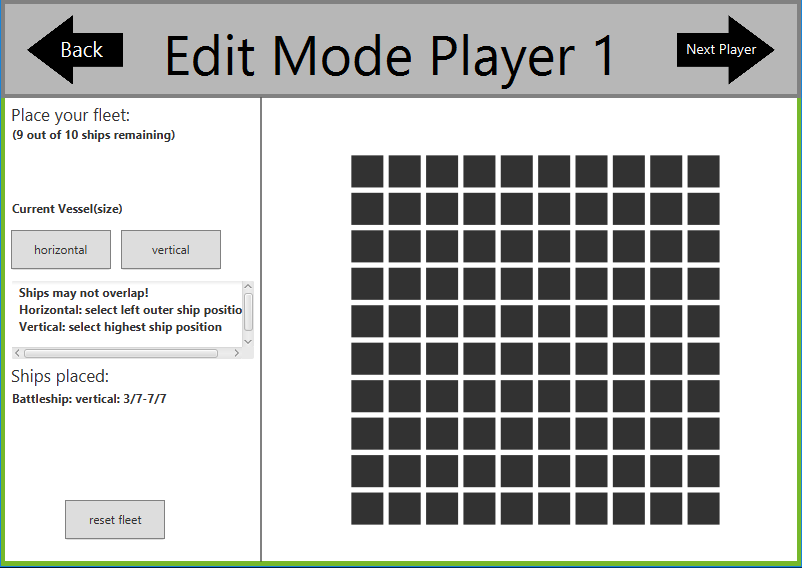 Back
Edit Mode Player 1
Next Player
Place your fleet:
(9 out of 10 ships remaining)
Current Vessel(size)
horizontal
vertical
Ships may not overlap!
Horizontal: select left outer ship positio
Vertical: select highest ship position
Ships placed:
Battleship: vertical: 3/7-7/7
reset fleet